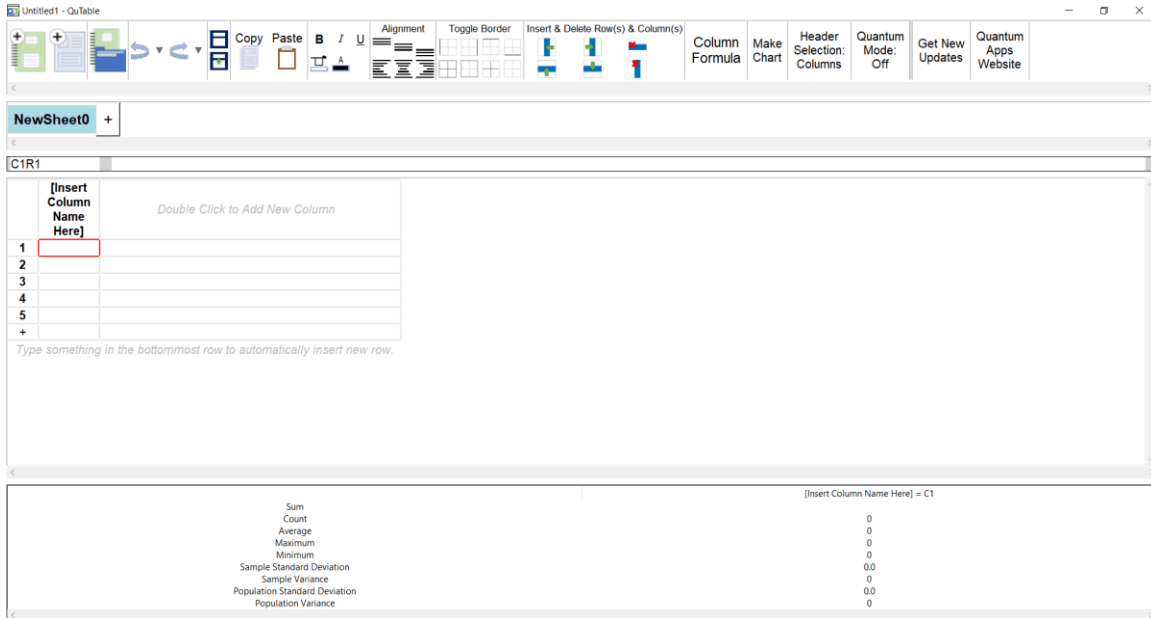 Untitled1 - QuTable
Copy Paste B I U A
Alignment
Toggle Border
Insert & Delete Row(s) & Column(s)
Column
Formula
Make
Chart
Header
Selection:
Columns
Quantum
Mode:
Off
Get New
Updates
Quantum
Apps
Website
NewSheet0 +
C1R1
[Insert
Column
Name
Here]
Double Click to Add New Column
1
2
3
4
5
+
Type something in the bottommost row to automatically insert new row.
[Insert Column Name Here] = C1
Sum
Count 0
Average 0
Maximum 0
Minimum 0
Sample Standard Deviation 0.0
Sample Variance 0
Population Standard Deviation 0.0
Population Variance 0